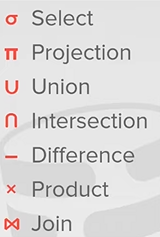 σ Select
π Projection
∪ Union
∩ Intersection
− Difference
× Product
⋈ Join